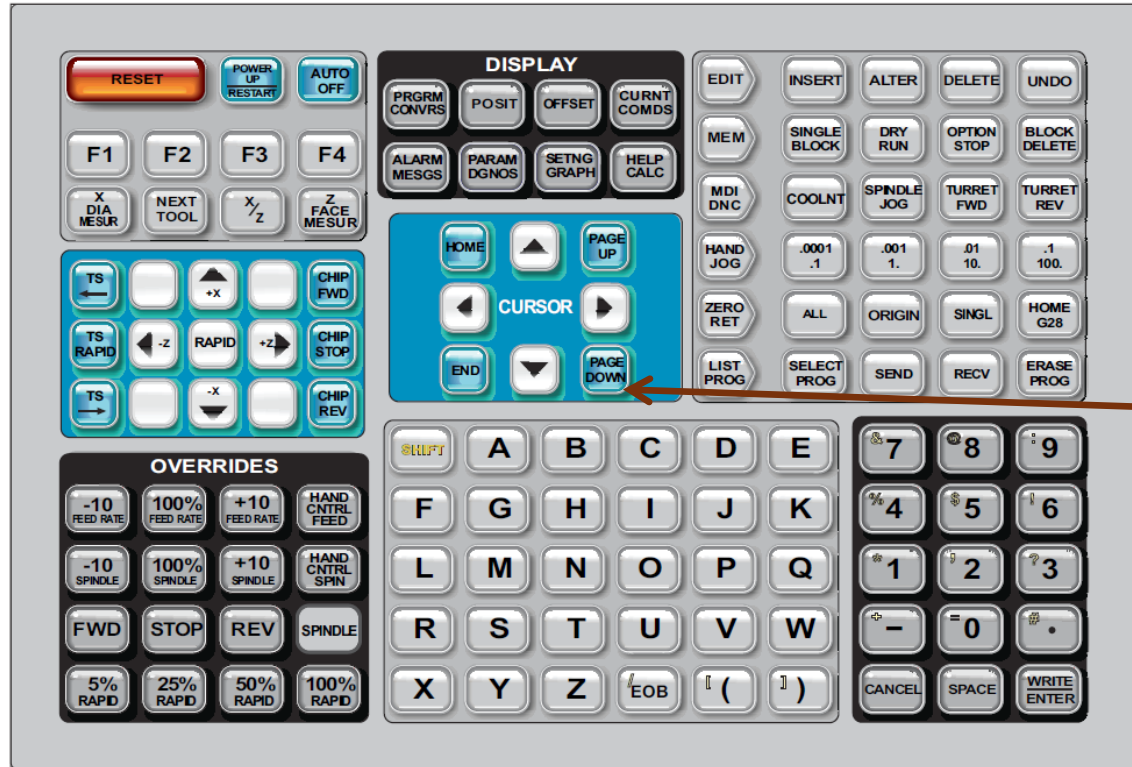 RESET
POWER
UP
RESTART
AUTO
OFF
F1
F2
F3
F4
X
DIA
MESUR
NEXT
TOOL
X/Z
Z
FACE
MESUR
DISPLAY
PRGRM
CONVRS
POSIT
OFFSET
CURNT
COMDS
ALARM
MESGS
PARAM
DGNOS
SETNG
GRAPH
HELP
CALC
EDIT
INSERT
ALTER
DELETE
UNDO
MEM
SINGLE
BLOCK
DRY
RUN
OPTION
STOP
BLOCK
DELETE
MDI
DNC
COOLNT
SPINDLE
JOG
TURRET
FWD
TURRET
REV
HAND
JOG
.0001
.1
.001
1.
.01
10.
.1
100.
ZERO
RET
ALL
ORIGIN
SINGL
HOME
G28
LIST
PROG
SELECT
PROG
SEND
RECV
ERASE
PROG
TS
+X
CHIP
FWD
TS
RAPID
-Z
RAPID
+Z
CHIP
STOP
TS
-X
CHIP
REV
HOME
PAGE
UP
CURSOR
END
PAGE
DOWN
OVERRIDES
-10
FEED RATE
100%
FEED RATE
+10
FEED RATE
HAND
CNTRL
FEED
-10
SPINDLE
100%
SPINDLE
+10
SPINDLE
HAND
CNTRL
SPIN
FWD
STOP
REV
SPINDLE
5%
RAPID
25%
RAPID
50%
RAPID
100%
RAPID
SHIFT A B C D E
F G H I J K
L M N O P Q
R S T U V W
X Y Z / EOB [ ( ] )
& 7 @ 8 : 9
% 4 $ 5 ! 6
* 1 , 2 ? 3
+ - = 0 # .
CANCEL
SPACE
WRITE
ENTER